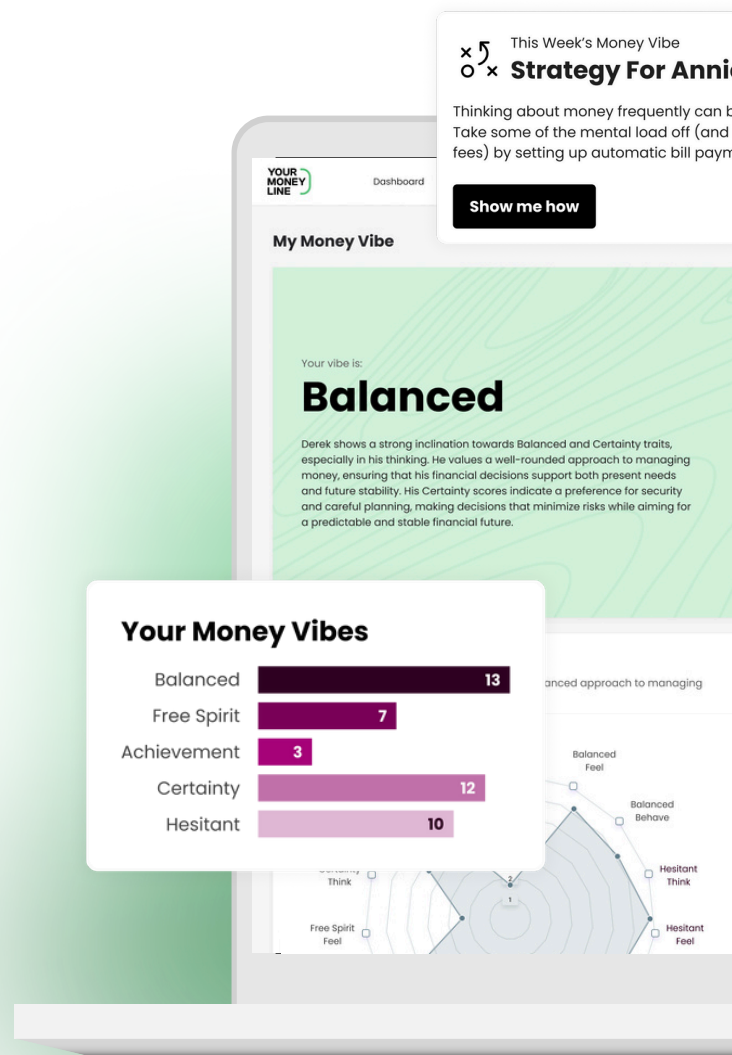 This Week's Money Vibe
Strategy For Annie
Thinking about money frequently can b
Take some of the mental load off (and
fees) by setting up automatic bill paym
Show me how
YOUR
MONEY
LINE
Dashboard
My Money Vibe
Your vibe is:
Balanced
Derek shows a strong inclination towards Balanced and Certainty traits,
especially in his thinking. He values a well-rounded approach to managing
money, ensuring that his financial decisions support both present needs
and future stability. His Certainty scores indicate a preference for security
and careful planning, making decisions that minimize risks while aiming for
a predictable and stable financial future.
Your Money Vibes
Balanced 13
Free Spirit 7
Achievement 3
Certainty 12
Hesitant 10
anced approach to managing
Balanced
Feel
Balanced
Behave
Hesitant
Think
Hesitant
Feel
Certainty
Think
Free Spirit
Feel
2
1